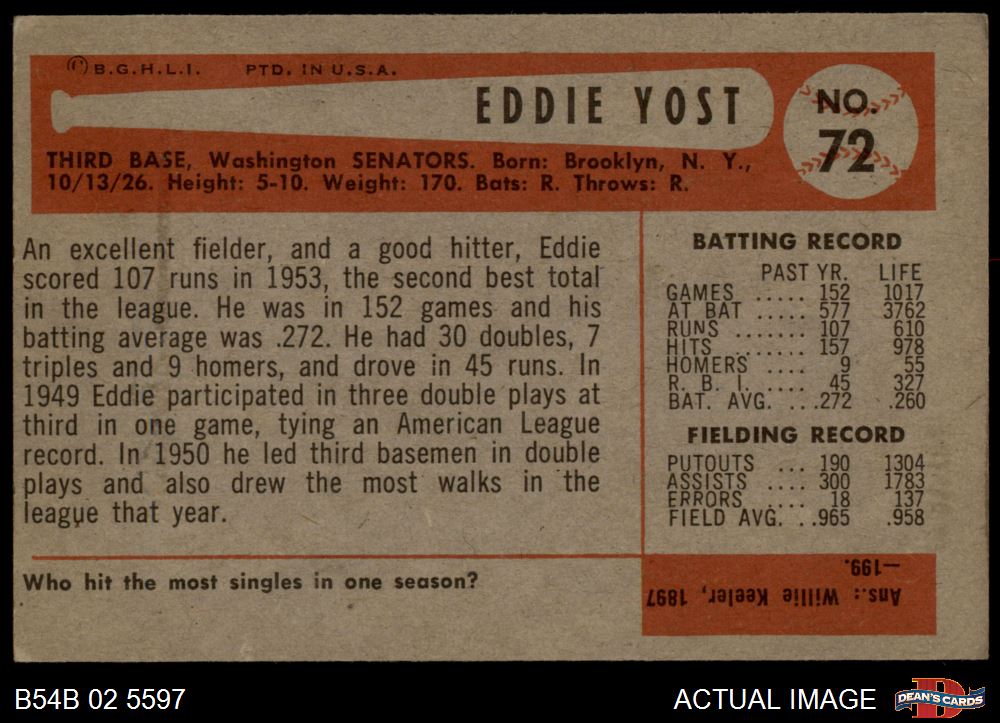 © B.G.H.L.I. PTD. IN U.S.A.
EDDIE YOST
NO.
72
THIRD BASE, Washington SENATORS. Born: Brooklyn, N. Y.,
10/13/26. Height: 5-10. Weight: 170. Bats: R. Throws: R.
An excellent fielder, and a good hitter, Eddie
scored 107 runs in 1953, the second best total
in the league. He was in 152 games and his
batting average was .272. He had 30 doubles, 7
triples and 9 homers, and drove in 45 runs. In
1949 Eddie participated in three double plays at
third in one game, tying an American League
record. In 1950 he led third basemen in double
plays and also drew the most walks in the
league that year.
BATTING RECORD
PAST YR. LIFE
GAMES ..... 152 1017
AT BAT ..... 577 3762
RUNS ....... 107 610
HITS ....... 157 978
HOMERS .... 9 55
R. B. I. .... 45 327
BAT. AVG. ...272 .260
FIELDING RECORD
PUTOUTS ... 190 1304
ASSISTS .... 300 1783
ERRORS .... 18 137
FIELD AVG. ..965 .958
Who hit the most singles in one season?
Ans.: Willie Keeler, 1897
—199.
B54B 02 5597
ACTUAL IMAGE
DEAN'S CARDS